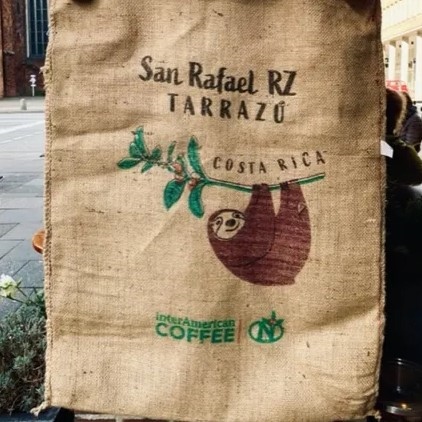 San Rafael RZ
TARRAZÚ
COSTA RICA
interAmerican
COFFEE
N